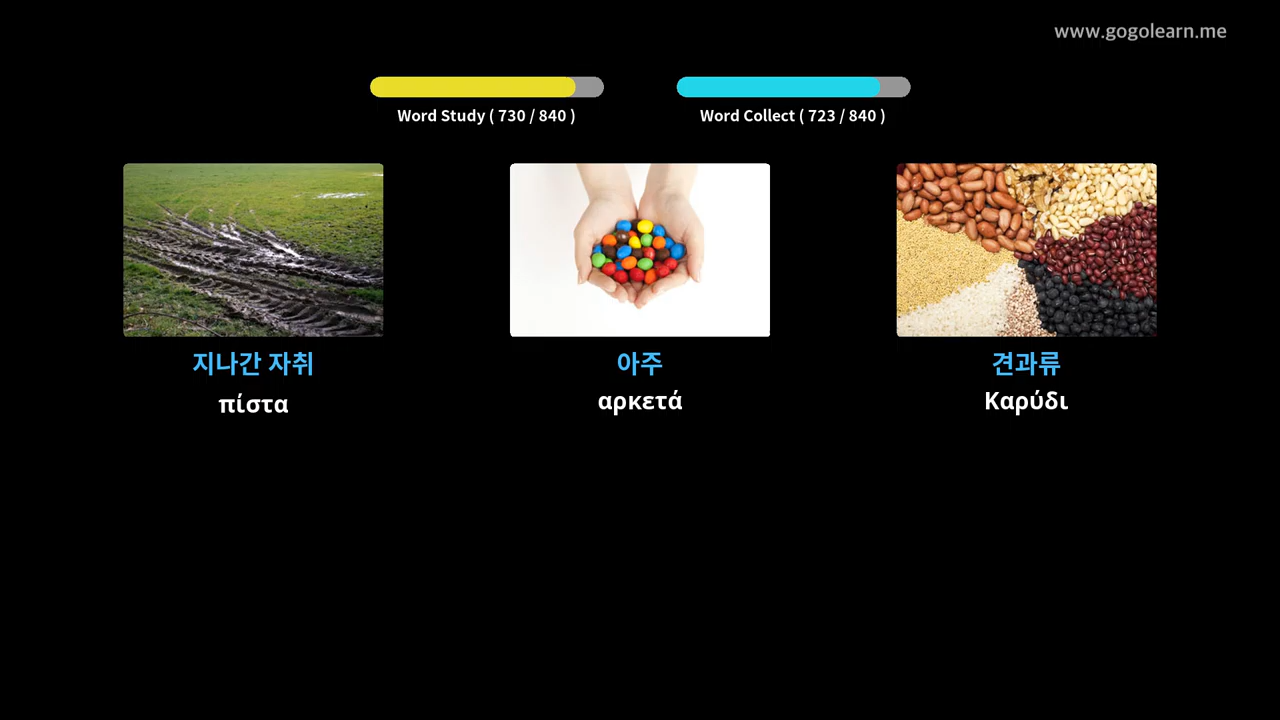 www.gogolearn.me
Word Study ( 730 / 840 )
Word Collect ( 723 / 840 )
지나간 자취
πίστα
아주
αρκετά
견과류
Καρύδι